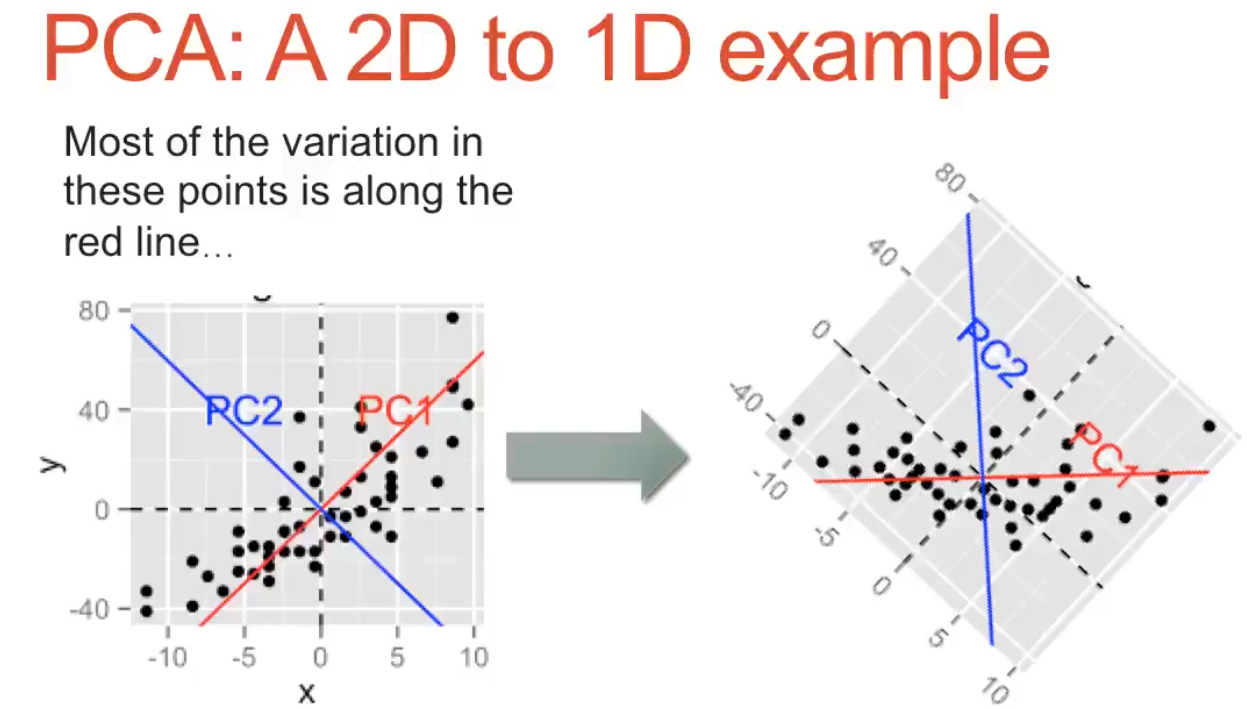 PCA: A 2D to 1D example
Most of the variation in
these points is along the
red line…
80
40
0
-40
y
PC2
PC1
-10
-5
0
5
10
x
80
40
0
-40
PC2
PC1
-10
-5
0
5
10